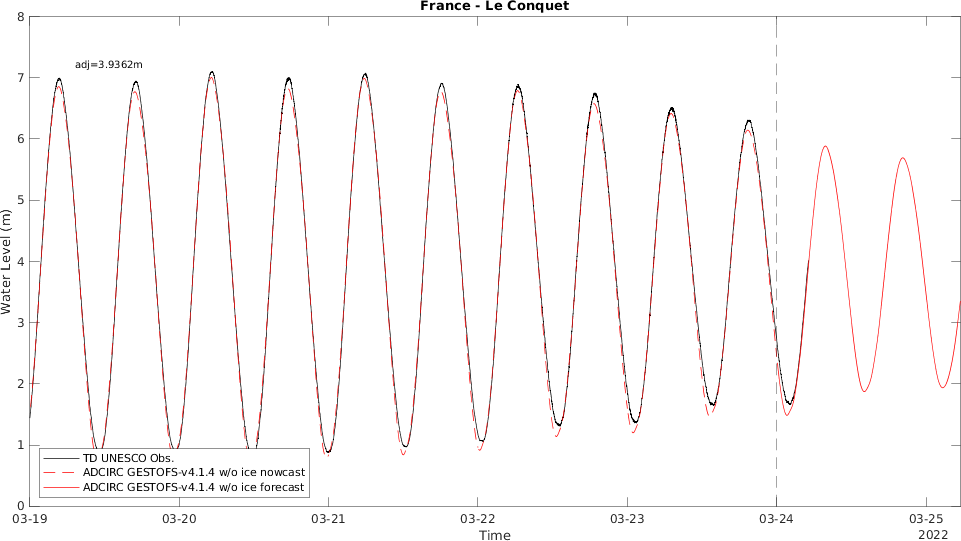 France - Le Conquet
8
7
6
5
4
3
2
1
0
adj=3.9362m
Water Level (m)
TD UNESCO Obs.
ADCIRC GESTOFS-v4.1.4 w/o ice nowcast
ADCIRC GESTOFS-v4.1.4 w/o ice forecast
03-19 03-20 03-21 03-22 03-23 03-24 03-25
Time
2022